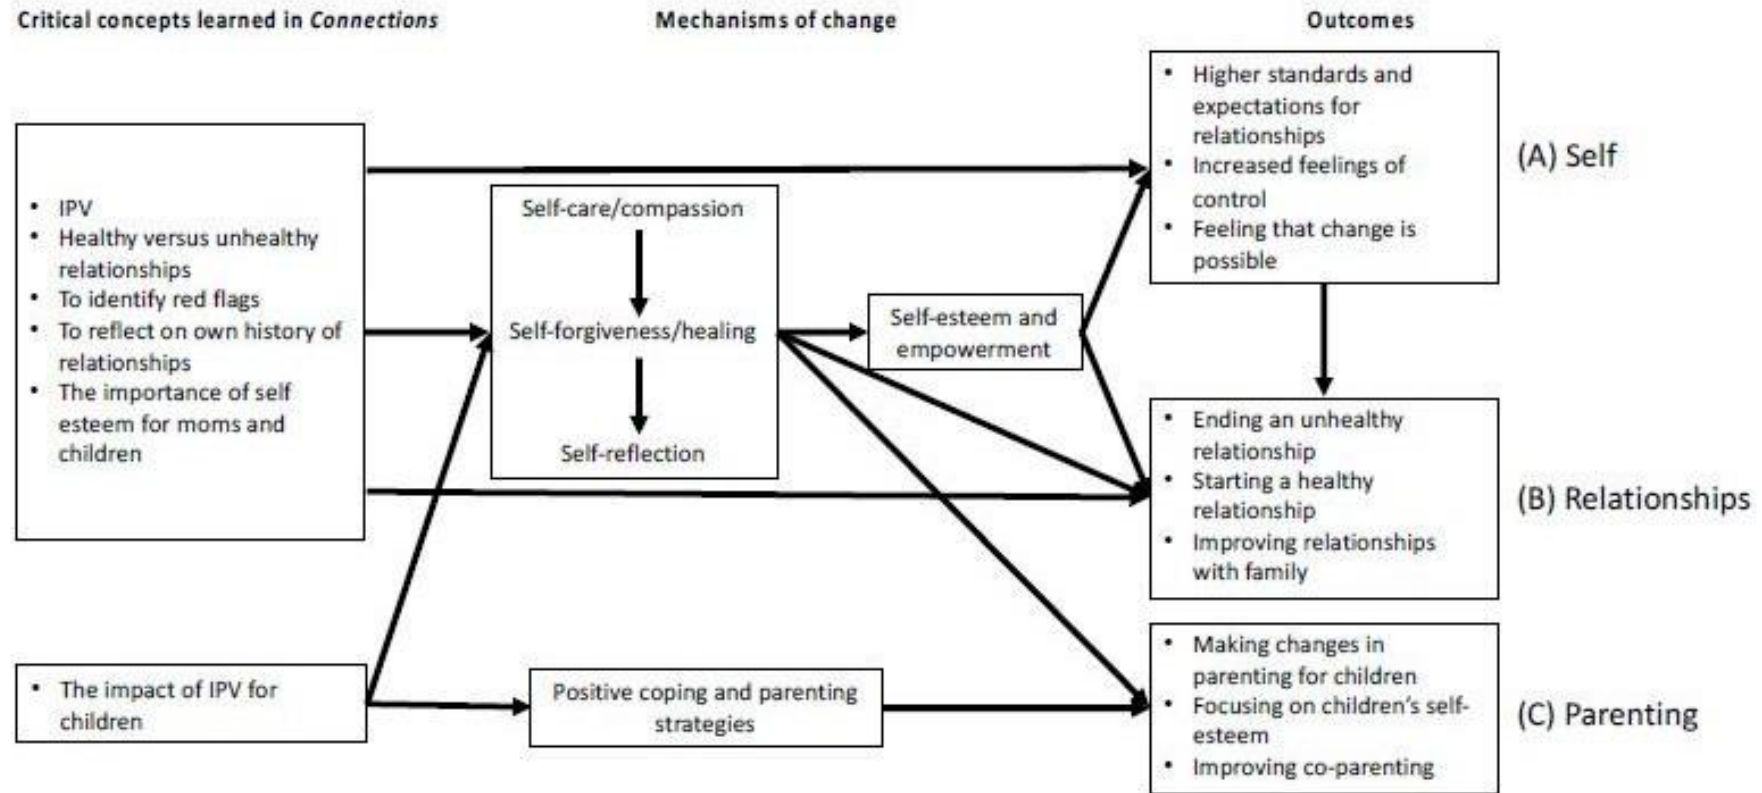 Critical concepts learned in Connections
Mechanisms of change
Outcomes
• IPV
• Healthy versus unhealthy
relationships
• To identify red flags
• To reflect on own history of
relationships
• The importance of self
esteem for moms and
children
• The impact of IPV for
children
Self-care/compassion
Self-forgiveness/healing
Self-reflection
Self-esteem and
empowerment
Positive coping and parenting
strategies
• Higher standards and
expectations for
relationships
• Increased feelings of
control
• Feeling that change is
possible
(A) Self
• Ending an unhealthy
relationship
• Starting a healthy
relationship
• Improving relationships
with family
(B) Relationships
• Making changes in
parenting for children
• Focusing on children’s self-
esteem
• Improving co-parenting
(C) Parenting